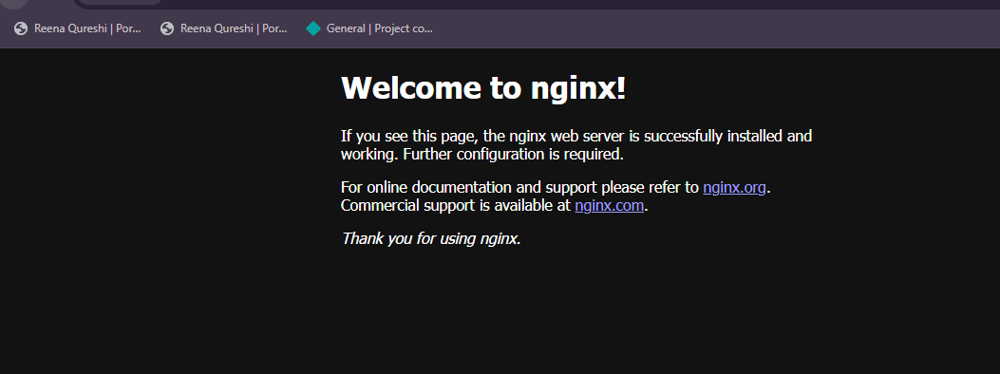 Reena Qureshi | Por... Reena Qureshi | Por... General | Project co...
Welcome to nginx!
If you see this page, the nginx web server is successfully installed and
working. Further configuration is required.
For online documentation and support please refer to nginx.org.
Commercial support is available at nginx.com.
Thank you for using nginx.